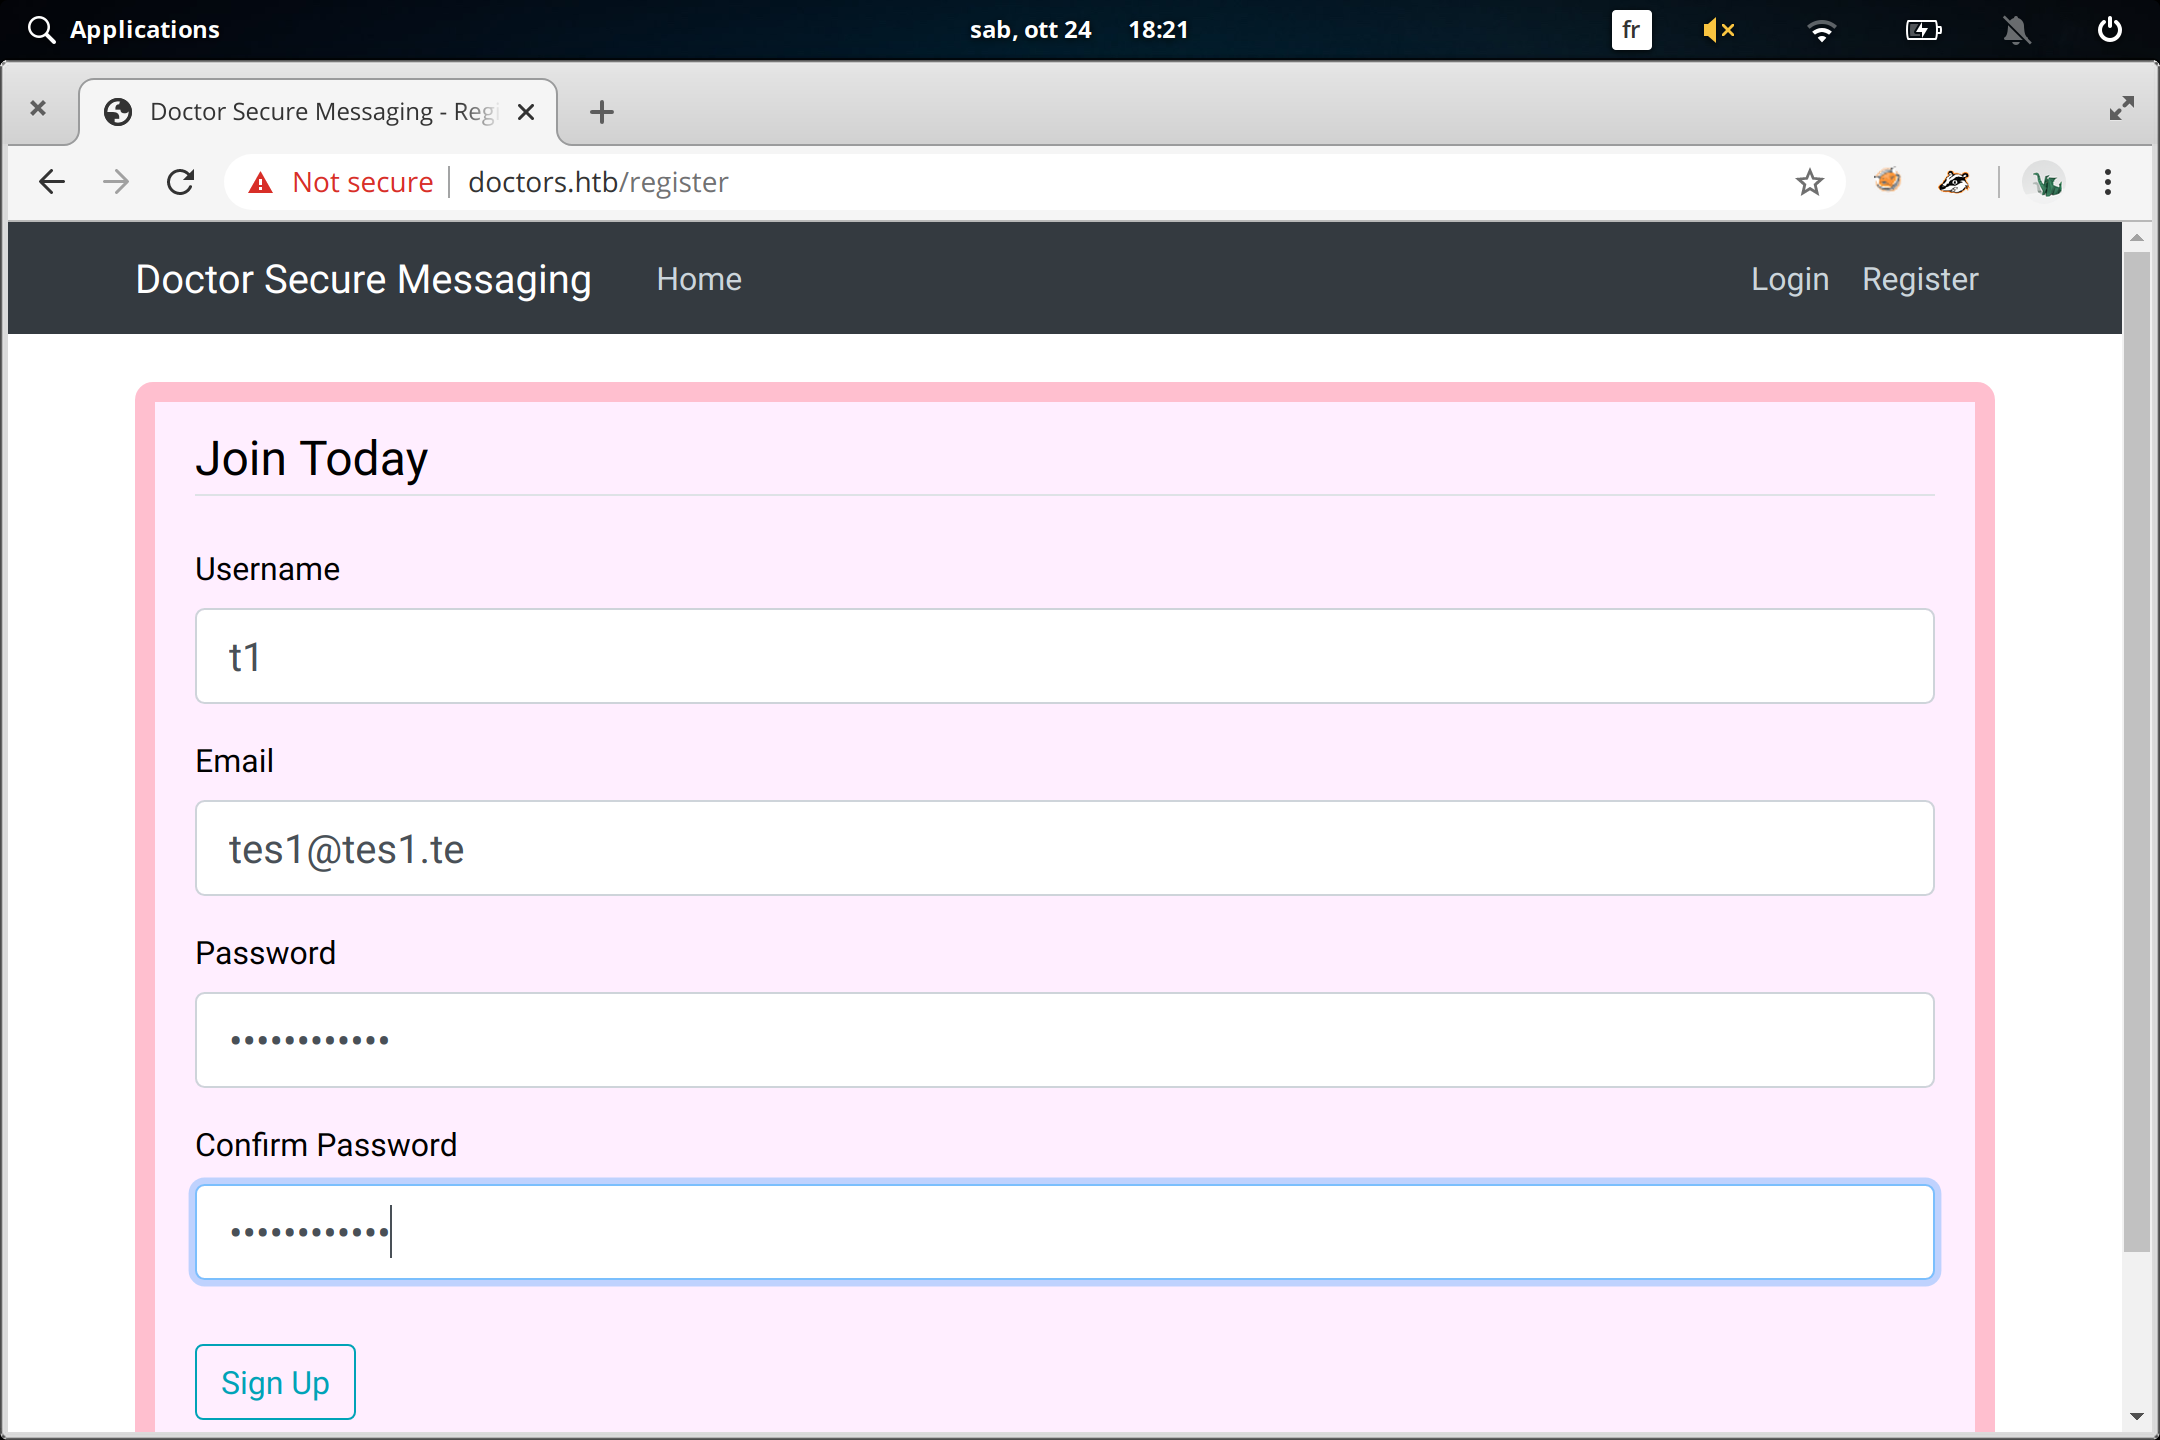 Applications
sab, ott 24 18:21
fr
Doctor Secure Messaging - Regi
Not secure doctors.htb/register
Doctor Secure Messaging Home Login Register
Join Today
Username
t1
Email
tes1@tes1.te
Password
••••••••••••
Confirm Password
••••••••••••
Sign Up